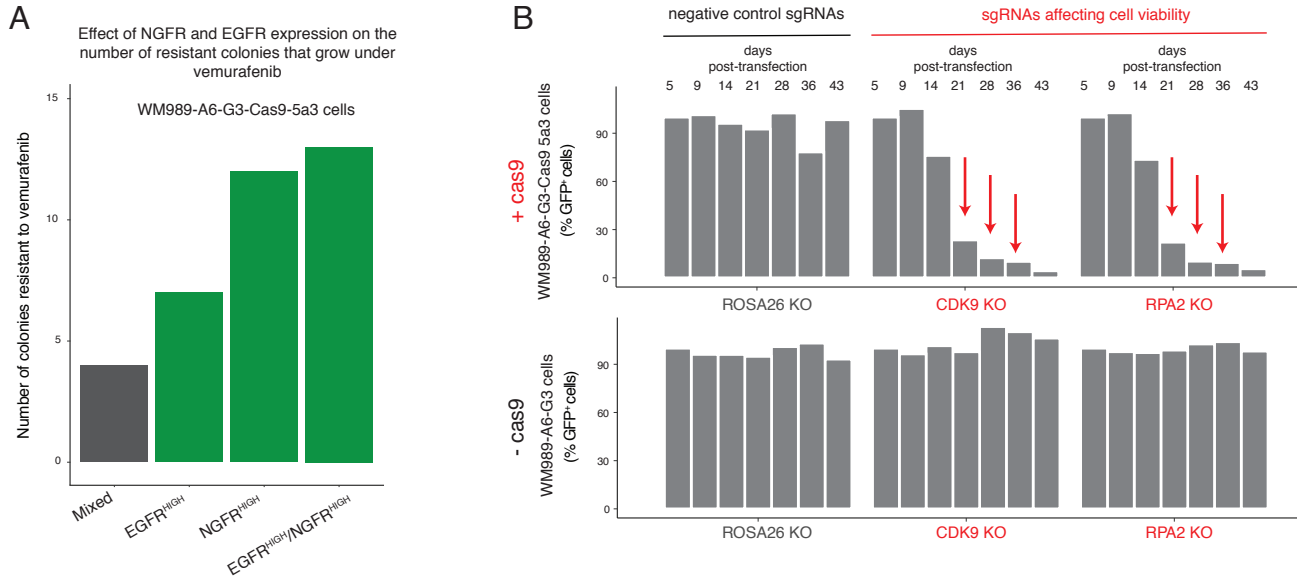 A
Effect of NGFR and EGFR expression on the
number of resistant colonies that grow under
vemurafenib
WM989-A6-G3-Cas9-5a3 cells
Number of colonies resistant to vemurafenib
15
10
5
0
Mixed
EGFRᴴᴵᴳᴴ
NGFRᴴᴵᴳᴴ
EGFRᴴᴵᴳᴴ/NGFRᴴᴵᴳᴴ
B
negative control sgRNAs
sgRNAs affecting cell viability
days
post-transfection
5 9 14 21 28 36 43
days
post-transfection
5 9 14 21 28 36 43
days
post-transfection
5 9 14 21 28 36 43
+ cas9
WM989-A6-G3-Cas9 5a3 cells
(% GFP⁺ cells)
90
60
30
0
ROSA26 KO
CDK9 KO
RPA2 KO
- cas9
WM989-A6-G3 cells
(% GFP⁺ cells)
90
60
30
0
ROSA26 KO
CDK9 KO
RPA2 KO